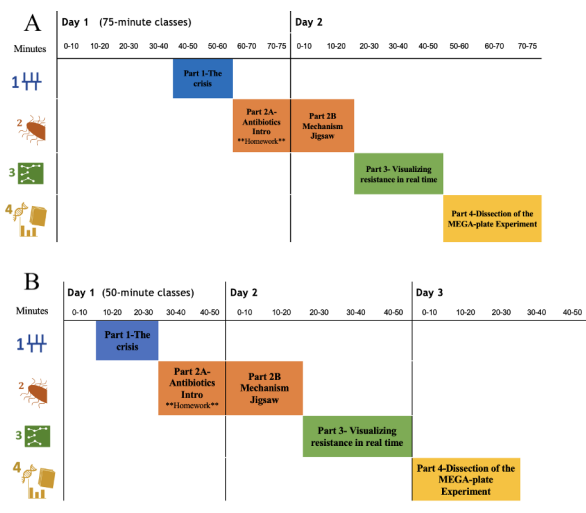 A
Day 1 (75-minute classes) Day 2
Minutes 0-10 10-20 20-30 30-40 40-50 50-60 60-70 70-75 0-10 10-20 20-30 30-40 40-50 50-60 60-70 70-75
1
Part 1-The
crisis
2
Part 2A-
Antibiotics
Intro
**Homework**
Part 2B
Mechanism
Jigsaw
3
Part 3- Visualizing
resistance in real time
4
Part 4-Dissection of the
MEGA-plate Experiment
B
Day 1 (50-minute classes) Day 2 Day 3
Minutes 0-10 10-20 20-30 30-40 40-50 0-10 10-20 20-30 30-40 40-50 0-10 10-20 20-30 30-40 40-50
1
Part 1-The
crisis
2
Part 2A-
Antibiotics
Intro
**Homework**
Part 2B
Mechanism
Jigsaw
3
Part 3- Visualizing
resistance in real time
4
Part 4-Dissection of the
MEGA-plate
Experiment